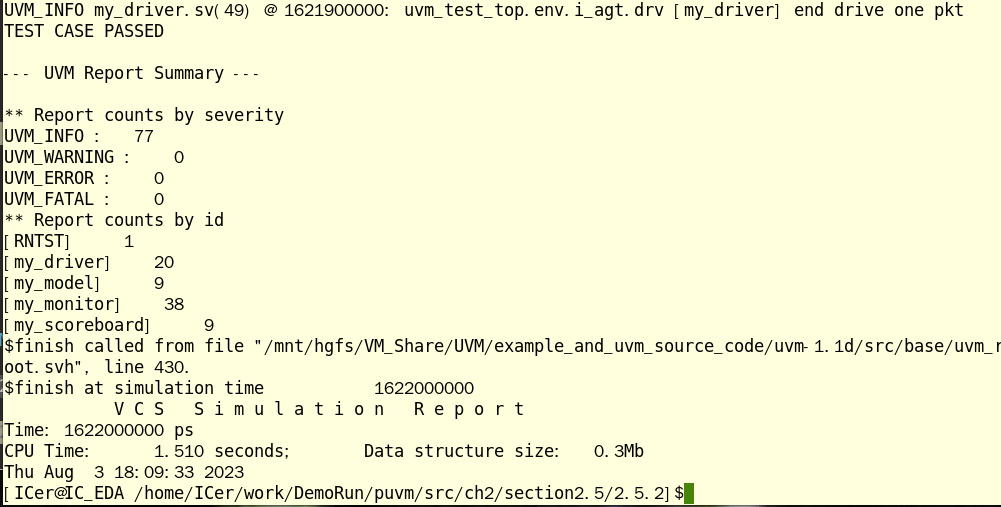 UVM_INFO my_driver.sv(49) @ 1621900000: uvm_test_top.env.i_agt.drv [my_driver] end drive one pkt
TEST CASE PASSED
--- UVM Report Summary ---
** Report counts by severity
UVM_INFO : 77
UVM_WARNING : 0
UVM_ERROR : 0
UVM_FATAL : 0
** Report counts by id
[RNTST] 1
[my_driver] 20
[my_model] 9
[my_monitor] 38
[my_scoreboard] 9
$finish called from file "/mnt/hgfs/VM_Share/UVM/example_and_uvm_source_code/uvm-1.1d/src/base/uvm_r
oot.svh", line 430.
$finish at simulation time 1622000000
V C S S i m u l a t i o n R e p o r t
Time: 1622000000 ps
CPU Time: 1.510 seconds; Data structure size: 0.3Mb
Thu Aug 3 18:09:33 2023
[ICer@IC_EDA /home/ICer/work/DemoRun/puvm/src/ch2/section2.5/2.5.2]$